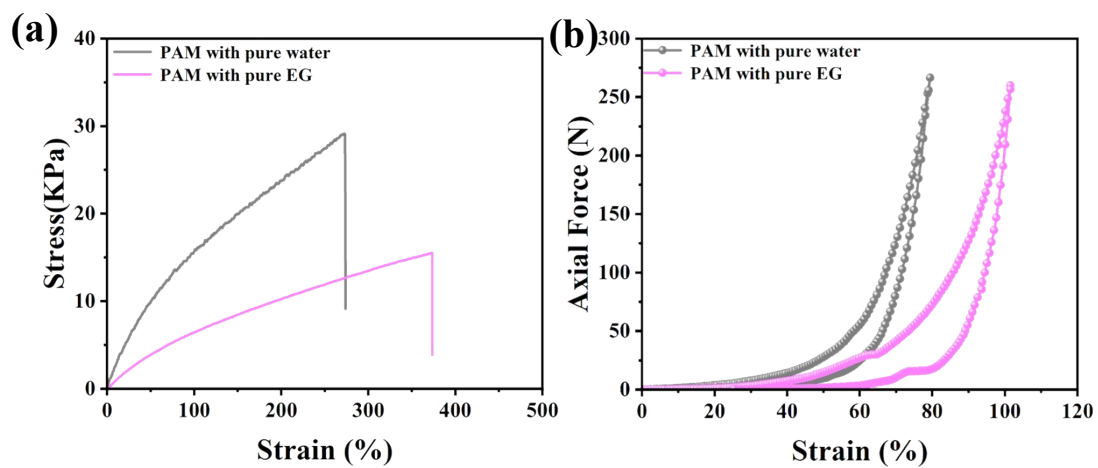 (a)
PAM with pure water
PAM with pure EG
Stress(KPa)
40
30
20
10
0
0 100 200 300 400 500
Strain (%)
(b)
PAM with pure water
PAM with pure EG
Axial Force (N)
300
250
200
150
100
50
0
0 20 40 60 80 100 120
Strain (%)